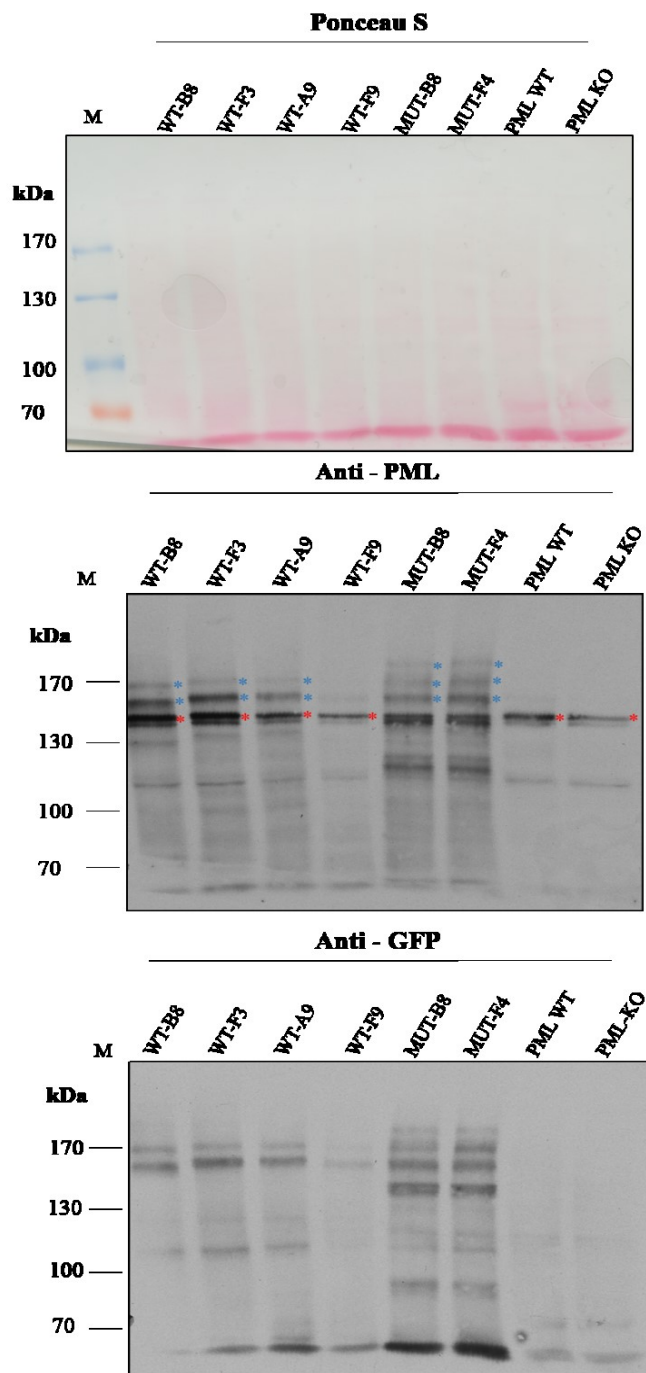 Ponceau S
M WT-B8 WT-F3 WT-A9 WT-F9 MUT-B8 MUT-F4 PML WT PML KO
kDa
170
130
100
70
Anti - PML
M WT-B8 WT-F3 WT-A9 WT-F9 MUT-B8 MUT-F4 PML WT PML KO
kDa
170
130
100
70
Anti - GFP
M WT-B8 WT-F3 WT-A9 WT-F9 MUT-B8 MUT-F4 PML WT PML-KO
kDa
170
130
100
70